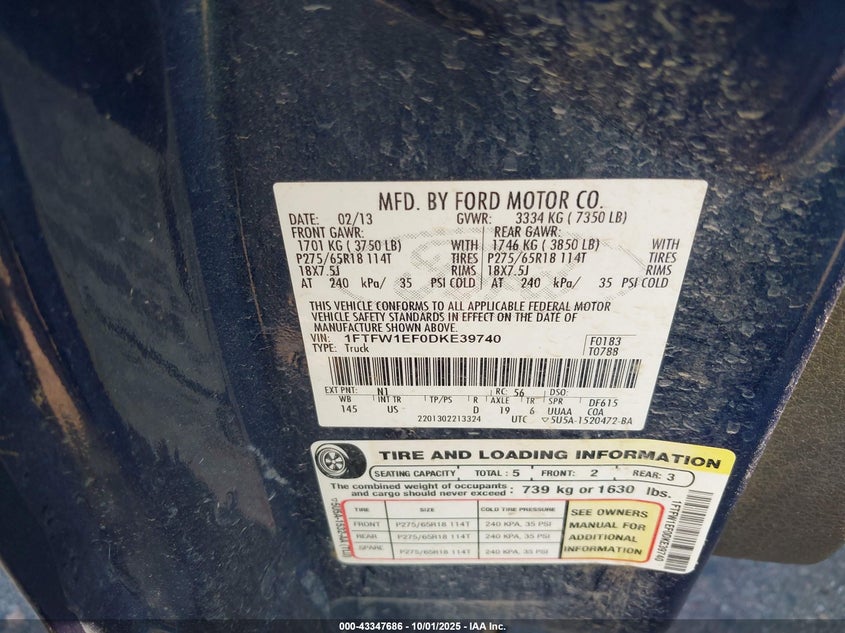 MFD. BY FORD MOTOR CO.
DATE: 02/13 GVWR: 3334 KG ( 7350 LB)
FRONT GAWR: REAR GAWR:
1701 KG ( 3750 LB) WITH 1746 KG ( 3850 LB) WITH
P275/65R18 114T TIRES P275/65R18 114T TIRES
18X7.5J RIMS 18X7.5J RIMS
AT 240 kPa/ 35 PSI COLD AT 240 kPa/ 35 PSI COLD
THIS VEHICLE CONFORMS TO ALL APPLICABLE FEDERAL MOTOR
VEHICLE SAFETY STANDARDS IN EFFECT ON THE DATE OF
MANUFACTURE SHOWN ABOVE.
VIN: 1FTFW1EF0DKE39740 F0183
TYPE: Truck T0788
EXT PNT: N1 RC: 56 DSO:
WB INT TR TP/PS R AXLE TR SPR DF615
145 US D 19 6 UUAA COA
2201302213324 UTC ▽5U5A-1520472-BA
TIRE AND LOADING INFORMATION
SEATING CAPACITY TOTAL : 5 FRONT: 2 REAR: 3
The combined weight of occupants and cargo should never exceed : 739 kg or 1630 lbs.
TIRE SIZE COLD TIRE PRESSURE
FRONT P275/65R18 114T 240 KPA, 35 PSI
REAR P275/65R18 114T 240 KPA, 35 PSI
SPARE P275/65R18 114T 240 KPA, 35 PSI
SEE OWNERS
MANUAL FOR
ADDITIONAL
INFORMATION
1FTFW1EF0DKE39740
000-43347686 - 10/01/2025 - IAA Inc.